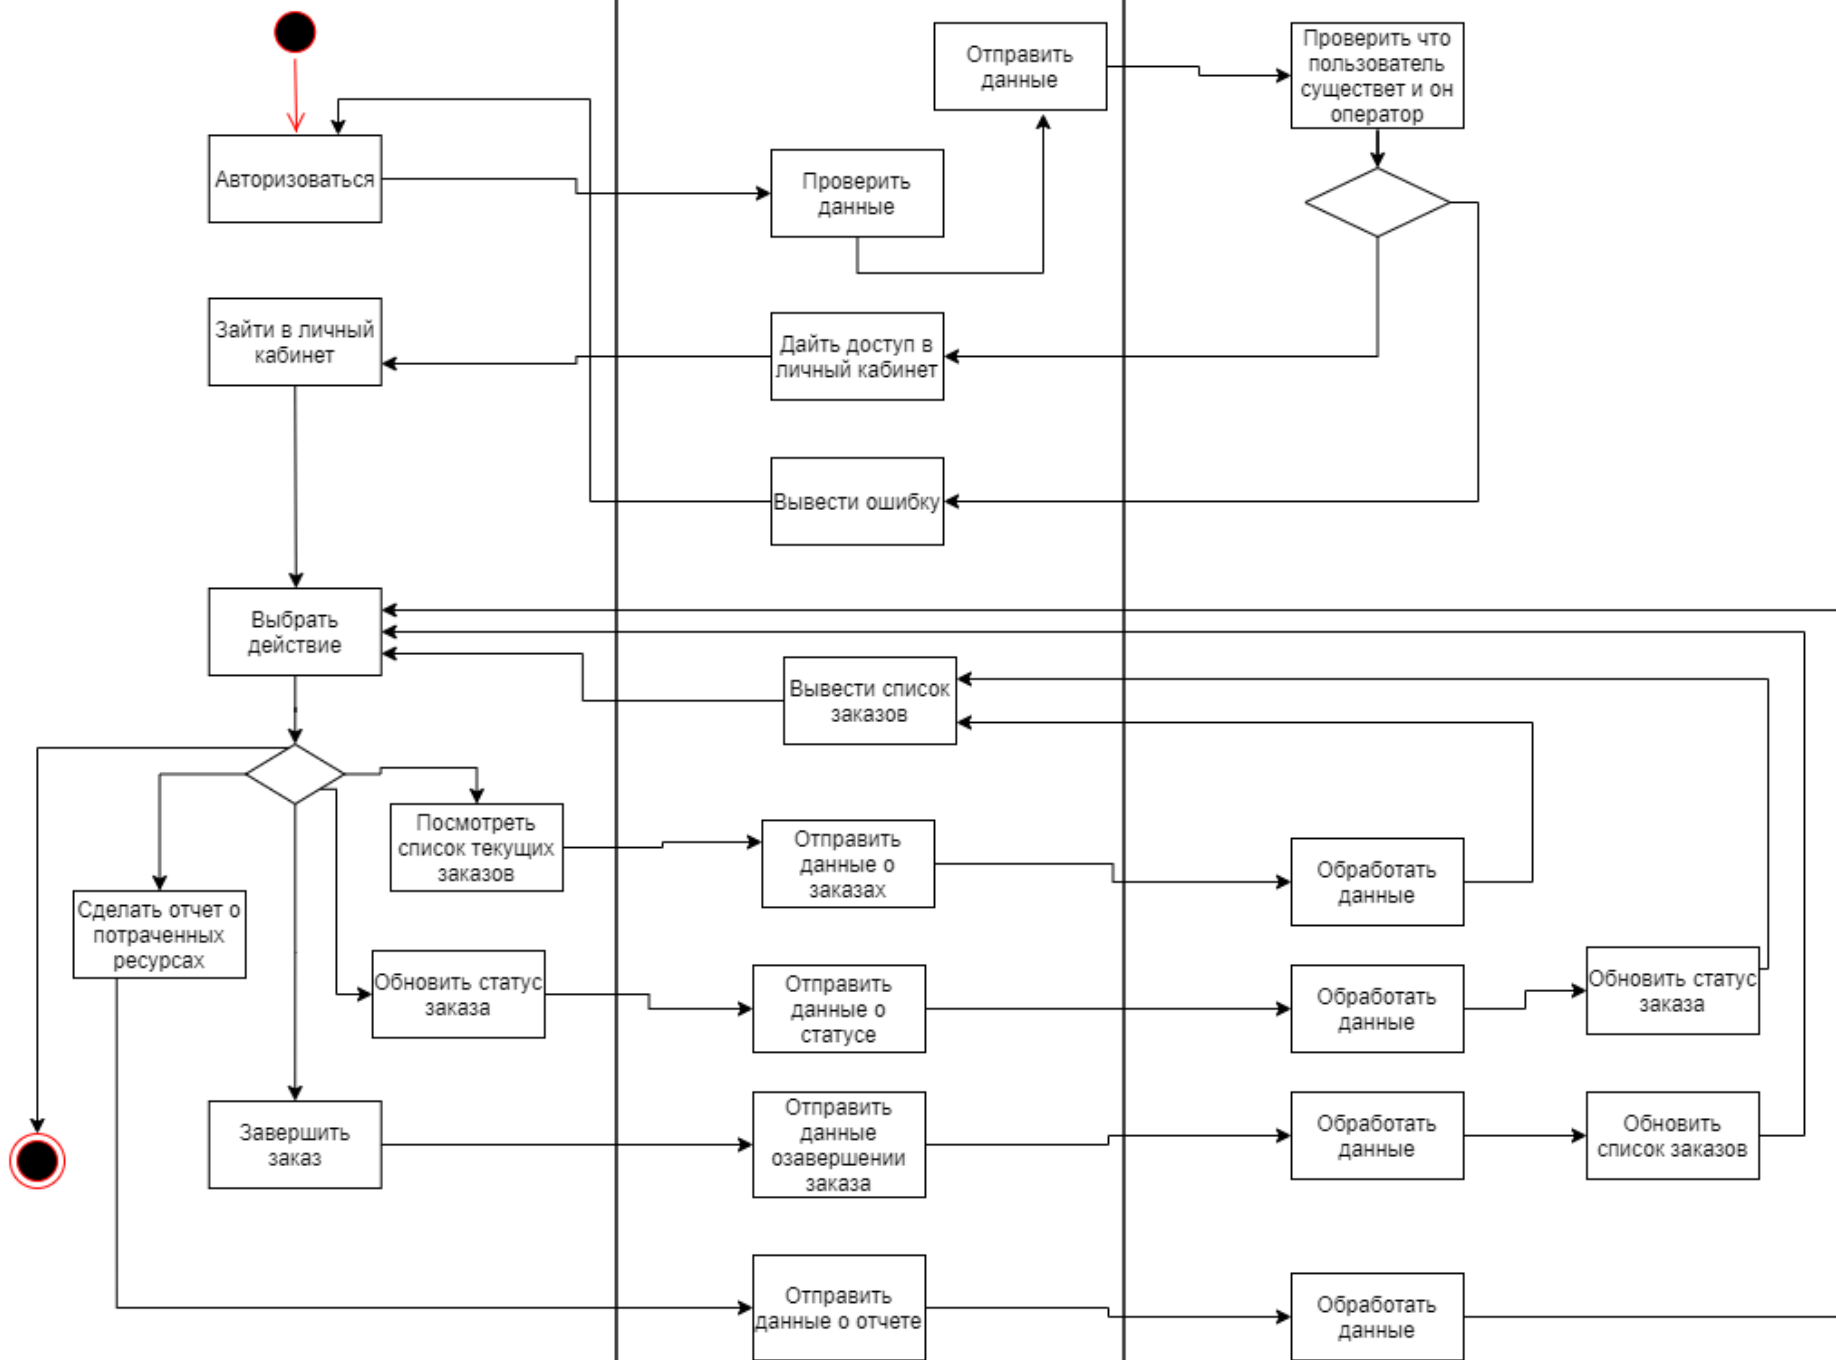 Отправить
данные
Проверить что
пользователь
существет и он
оператор
Авторизоваться
Проверить
данные
Зайти в личный
кабинет
Дайть доступ в
личный кабинет
Вывести ошибку
Выбрать
действие
Вывести список
заказов
Посмотреть
список текущих
заказов
Отправить
данные о
заказах
Обработать
данные
Сделать отчет о
потраченных
ресурсах
Обновить статус
заказа
Отправить
данные о
статусе
Обработать
данные
Обновить статус
заказа
Завершить
заказ
Отправить
данные
озавершении
заказа
Обработать
данные
Обновить
список заказов
Отправить
данные о отчете
Обработать
данные